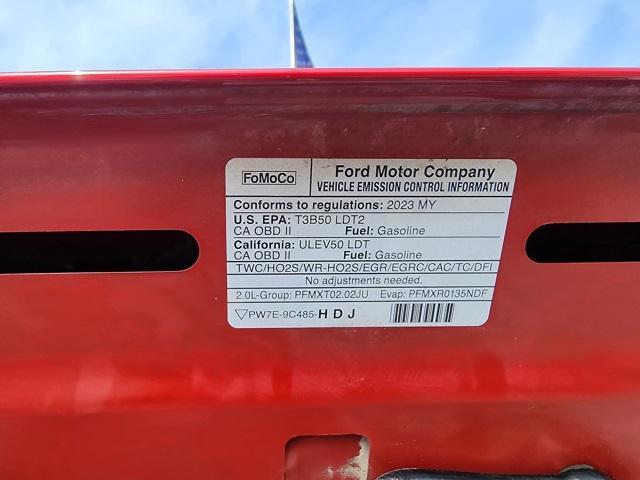 FoMoCo
Ford Motor Company
VEHICLE EMISSION CONTROL INFORMATION
Conforms to regulations: 2023 MY
U.S. EPA: T3B50 LDT2
CA OBD II Fuel: Gasoline
California: ULEV50 LDT
CA OBD II Fuel: Gasoline
TWC/HO2S/WR-HO2S/EGR/EGRC/CAC/TC/DFI
No adjustments needed.
2.0L-Group: PFMXT02.02JU Evap: PFMXR0135NDF
PW7E-9C485-HDJ